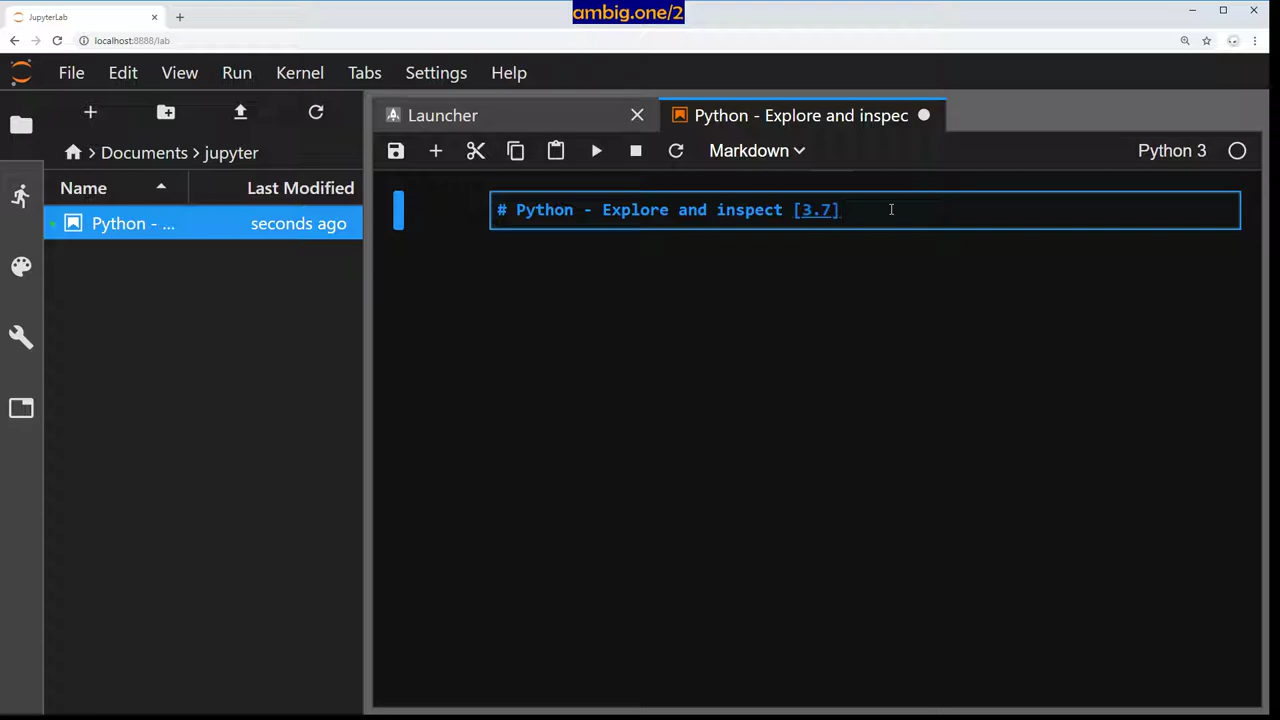 JupyterLab
ambig.one/2
localhost:8888/lab
File Edit View Run Kernel Tabs Settings Help
Launcher
Python - Explore and inspec
Documents > jupyter
Markdown
Python 3
Name
Last Modified
Python - ...
seconds ago
# Python - Explore and inspect [3.7]